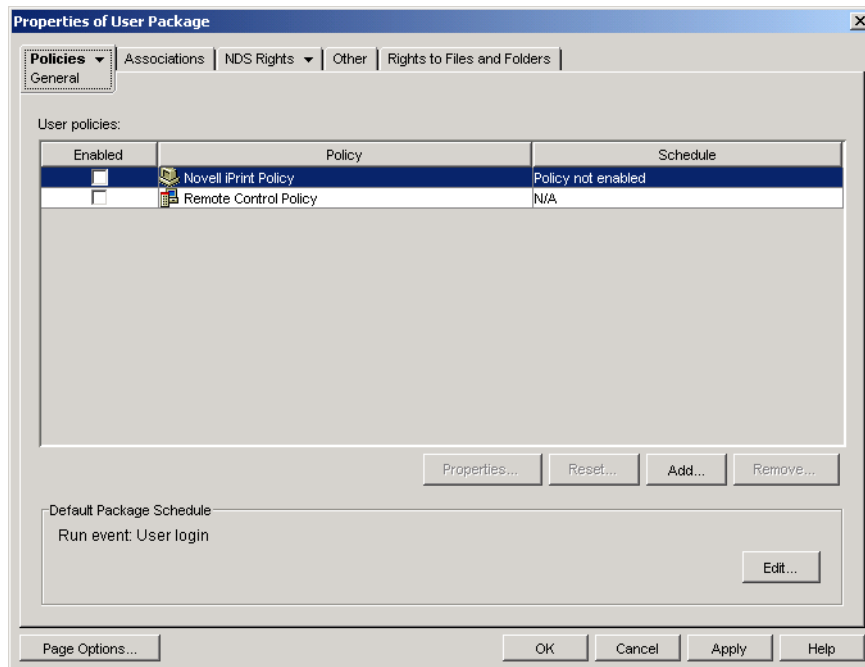 Properties of User Package
Policies Associations NDS Rights Other Rights to Files and Folders
General
User policies:
Enabled Policy Schedule
Novell iPrint Policy Policy not enabled
Remote Control Policy N/A
Properties... Reset... Add... Remove...
Default Package Schedule
Run event: User login
Edit...
Page Options... OK Cancel Apply Help